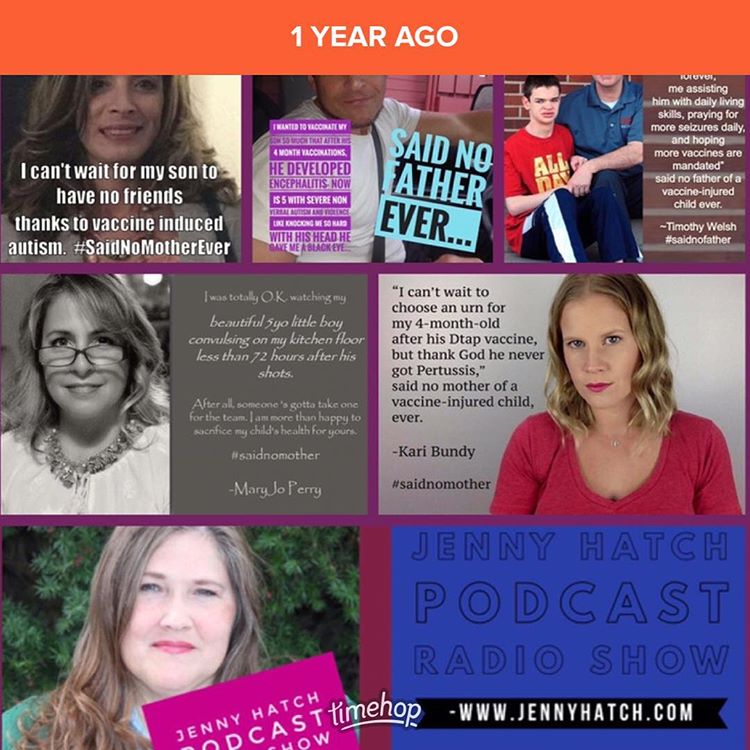 1 YEAR AGO
I can't wait for my son to
have no friends
thanks to vaccine induced
autism. #SaidNoMotherEver
I WANTED TO VACCINATE MY
SON SO MUCH THAT AFTER HIS
4 MONTH VACCINATIONS,
HE DEVELOPED
ENCEPHALITIS. NOW
IS 5 WITH SEVERE NON
VERBAL AUTISM AND VIOLENCE.
LIKE KNOCKING ME SO HARD
WITH HIS HEAD HE
GAVE ME A BLACK EYE...
SAID NO
FATHER
EVER...
ALL
forever,
me assisting
him with daily living
skills, praying for
more seizures daily,
and hoping
more vaccines are
mandated"
said no father of a
vaccine-injured
child ever.
~Timothy Welsh
#saidnofather
I was totally O.K. watching my
beautiful 5yo little boy
convulsing on my kitchen floor
less than 72 hours after his
shots.
After all, someone's gotta take one
for the team. I am more than happy to
sacrifice my child's health for yours.
#saidnomother
-Mary Jo Perry
"I can't wait to
choose an urn for
my 4-month-old
after his Dtap vaccine,
but thank God he never
got Pertussis,"
said no mother of a
vaccine-injured child,
ever.
-Kari Bundy
#saidnomother
JENNY HATCH
PODCAST
SHOW
timehop
JENNY HATCH
PODCAST
RADIO SHOW
-WWW.JENNYHATCH.COM